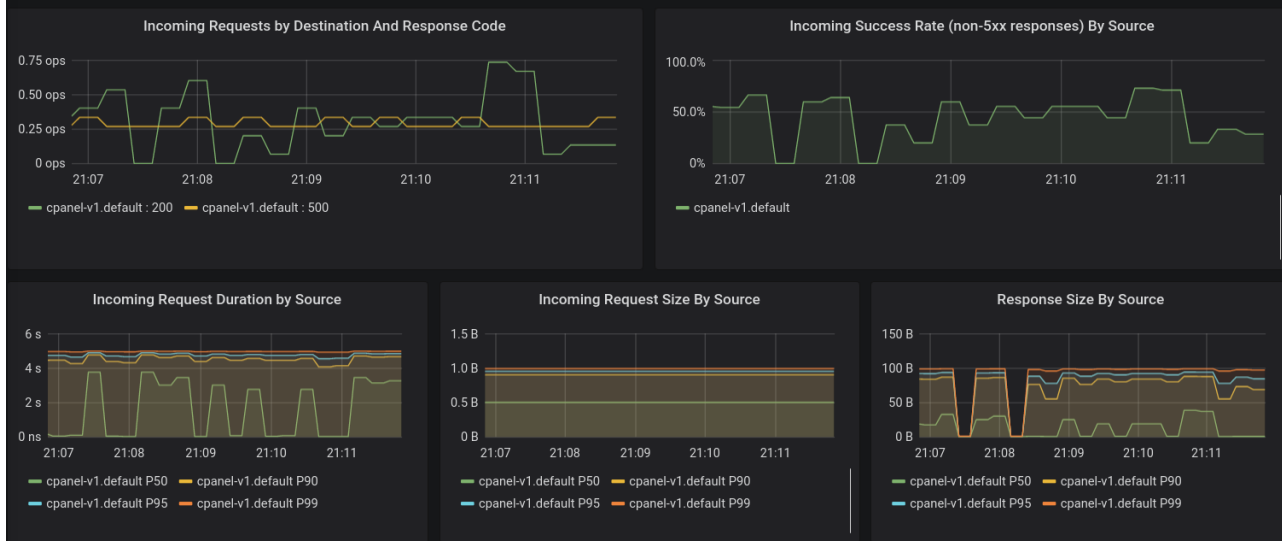 Incoming Requests by Destination And Response Code
0.75 ops
0.50 ops
0.25 ops
0 ops
21:07 21:08 21:09 21:10 21:11
cpanel-v1.default : 200 cpanel-v1.default : 500
Incoming Success Rate (non-5xx responses) By Source
100.0%
50.0%
0%
21:07 21:08 21:09 21:10 21:11
cpanel-v1.default
Incoming Request Duration by Source
6 s
4 s
2 s
0 ns
21:07 21:08 21:09 21:10 21:11
cpanel-v1.default P50 cpanel-v1.default P90
cpanel-v1.default P95 cpanel-v1.default P99
Incoming Request Size By Source
1.5 B
1.0 B
0.5 B
0 B
21:07 21:08 21:09 21:10 21:11
cpanel-v1.default P50 cpanel-v1.default P90
cpanel-v1.default P95 cpanel-v1.default P99
Response Size By Source
150 B
100 B
50 B
0 B
21:07 21:08 21:09 21:10 21:11
cpanel-v1.default P50 cpanel-v1.default P90
cpanel-v1.default P95 cpanel-v1.default P99